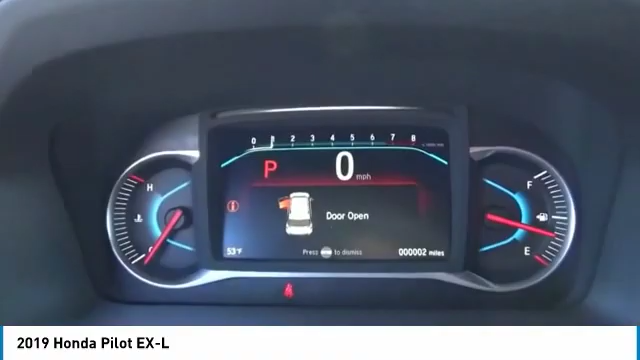 0 1 2 3 4 5 6 7 8
P 0 mph
H F
Door Open
C E
53°F Press to dismiss 000002 miles
2019 Honda Pilot EX-L